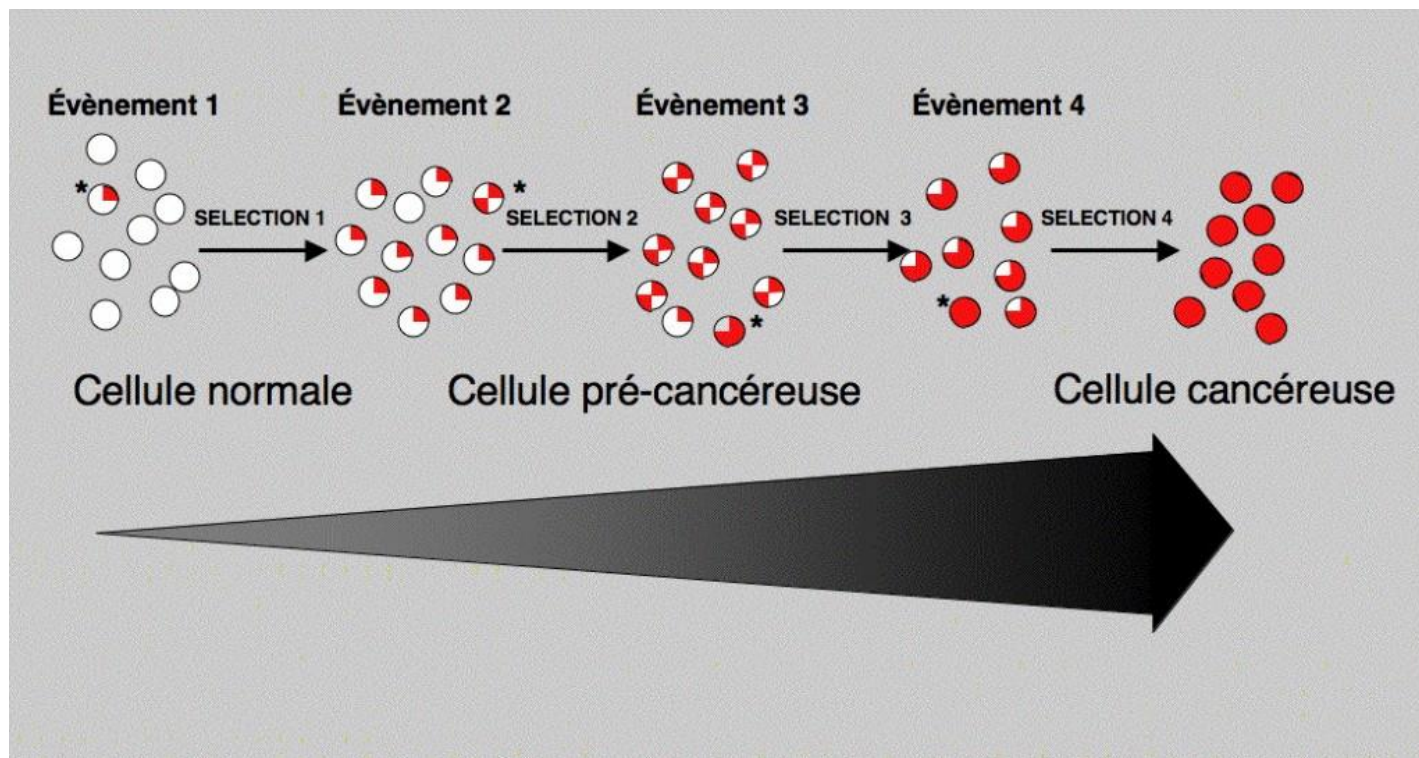 Évènement 1
Évènement 2
Évènement 3
Évènement 4
*
*
*
*
SELECTION 1
SELECTION 2
SELECTION 3
SELECTION 4
Cellule normale
Cellule pré-cancéreuse
Cellule cancéreuse